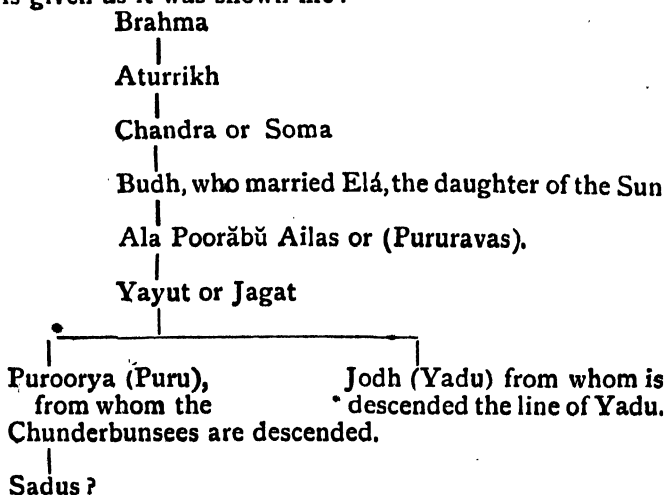 is given as it was shown me:
Brahma
Aturrikh
Chandra or Soma
Budh, who married Elá, the daughter of the Sun
Ala Poorăbŭ Ailas or (Pururavas).
Yayut or Jagat
Puroorya (Puru),
Jodh (Yadu) from whom is
from whom the
descended the line of Yadu.
Chunderbunsees are descended.
Sadus?